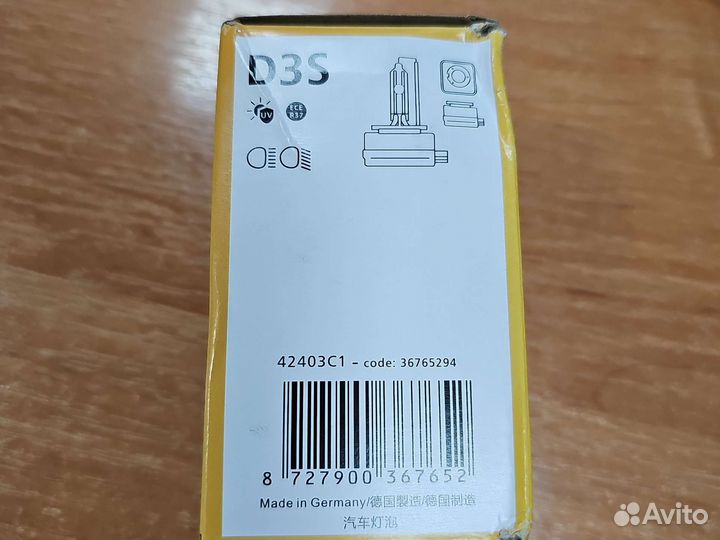 D3S
UV
ECE
R37
42403C1 - code: 36765294
8 727900 367652
Made in Germany/德国製造/德国制造
汽车灯泡
Avito